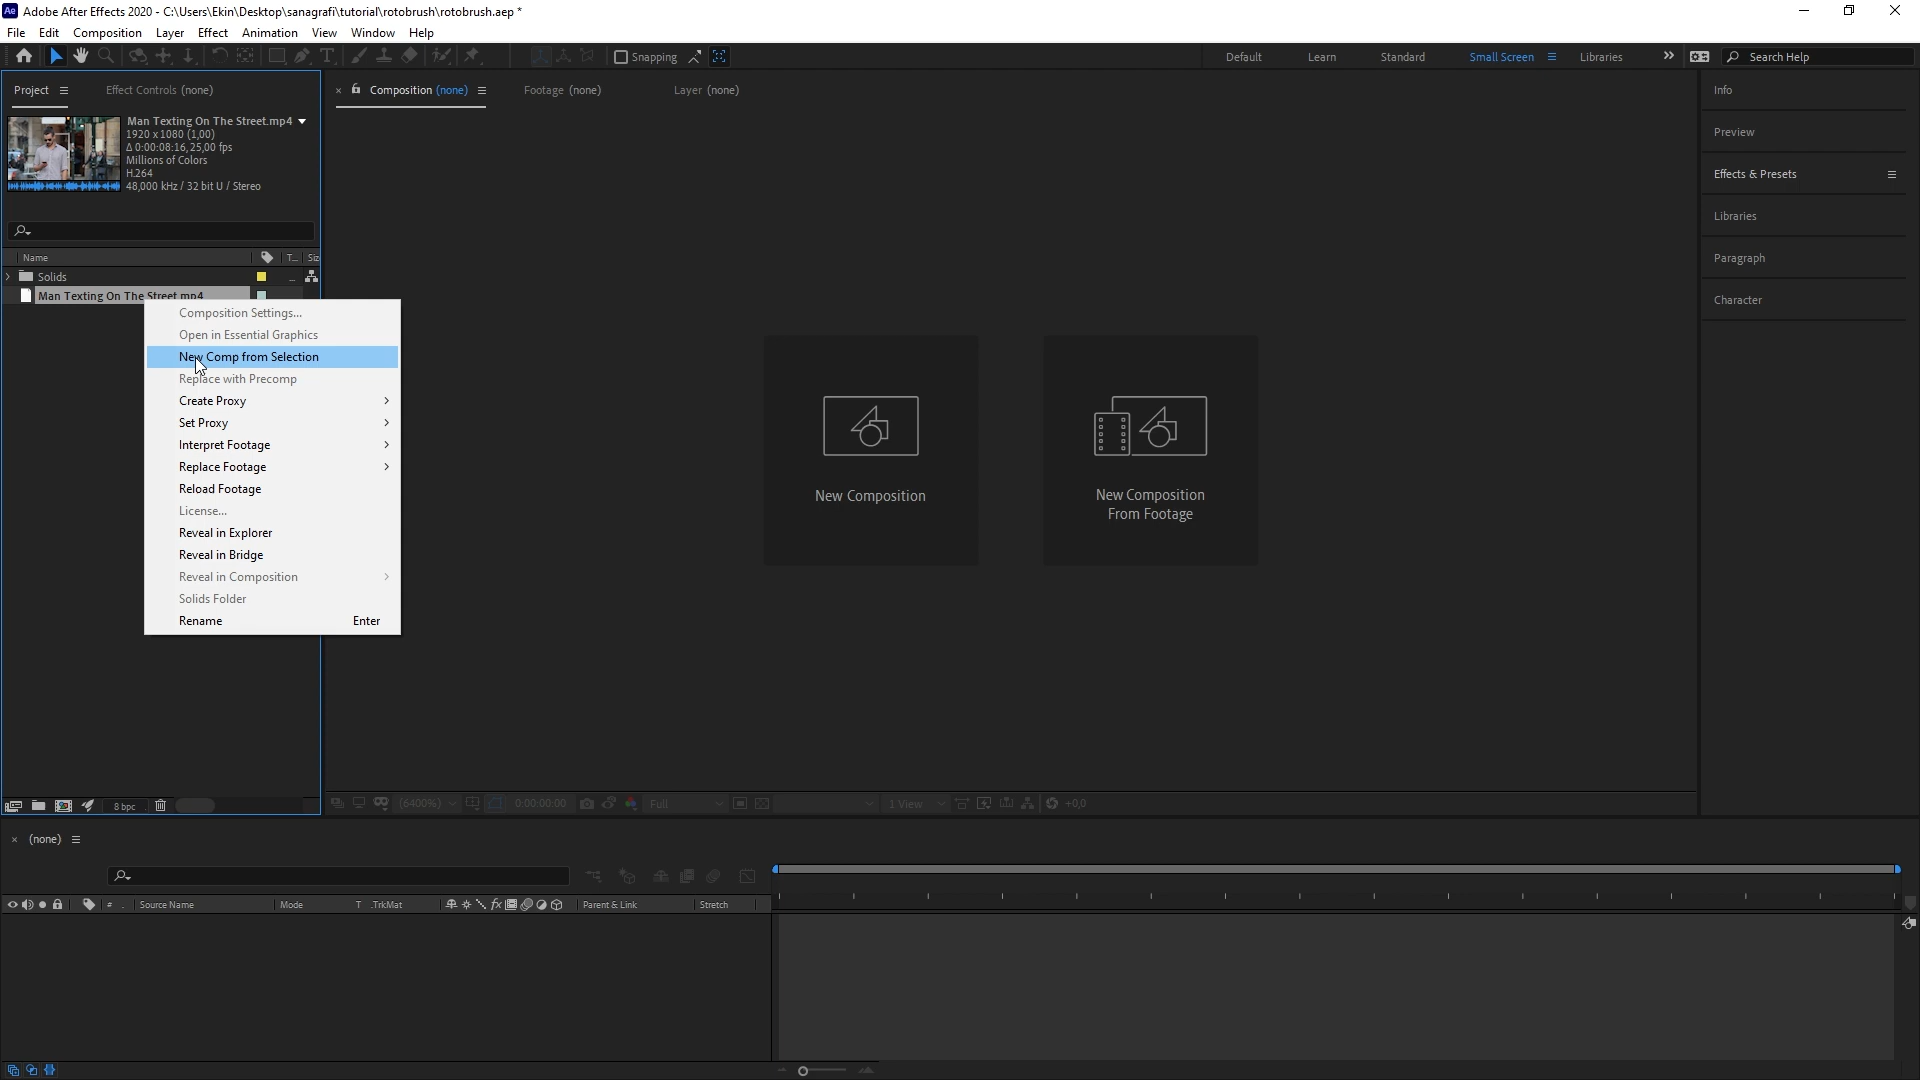 Ae Adobe After Effects 2020 - C:\Users\Ekin\Desktop\sanagrafi\tutorial\rotobrush\rotobrush.aep *
File Edit Composition Layer Effect Animation View Window Help
Snapping Default Learn Standard Small Screen Libraries Search Help
Project Effect Controls (none)
Composition (none) Footage (none) Layer (none)
Man Texting On The Street.mp4
1920 x 1080 (1,00)
Δ 0:00:08:16, 25,00 fps
Millions of Colors
H.264
48,000 kHz / 32 bit U / Stereo
Name T...
Solids
Man Texting On The Street.mp4
Composition Settings...
Open in Essential Graphics
New Comp from Selection
Replace with Precomp
Create Proxy
Set Proxy
Interpret Footage
Replace Footage
Reload Footage
License...
Reveal in Explorer
Reveal in Bridge
Reveal in Composition
Solids Folder
Rename Enter
New Composition
New Composition
From Footage
Info
Preview
Effects & Presets
Libraries
Paragraph
Character
8 bpc
(6400%) 0:00:00:00 Full 1 View +0,0
(none)
# . Source Name Mode T .TrkMat fx Parent & Link Stretch